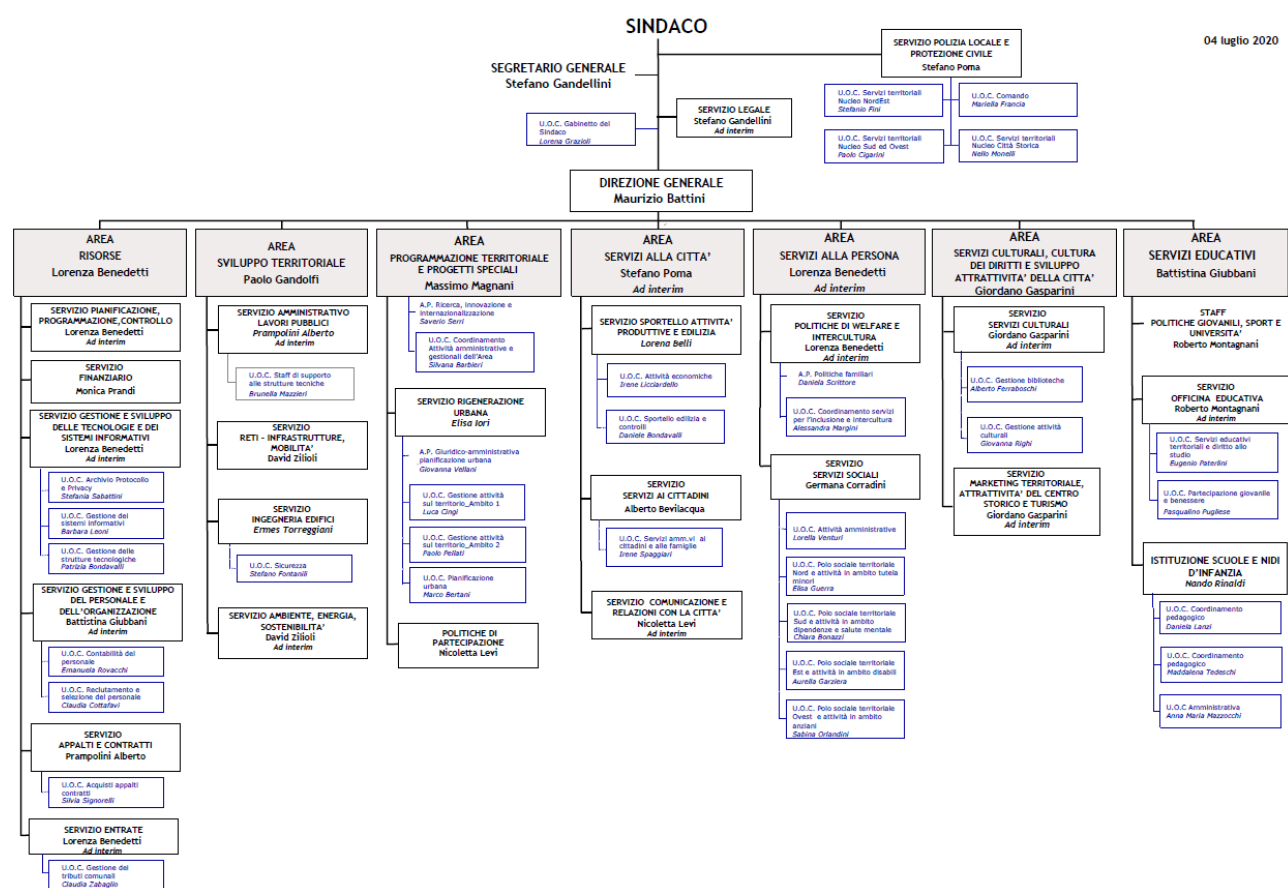 SINDACO
04 luglio 2020
SERVIZIO POLIZIA LOCALE E
PROTEZIONE CIVILE
Stefano Poma
SEGRETARIO GENERALE
Stefano Gandellini
U.O.C. Servizi territoriali
Nucleo NordEst
Stefanio Fini
U.O.C. Comando
Mariella Francia
SERVIZIO LEGALE
Stefano Gandellini
Ad interim
U.O.C. Gabinetto del
Sindaco
Lorena Grazioli
U.O.C. Servizi territoriali
Nucleo Sud ed Ovest
Paolo Cigarini
U.O.C. Servizi territoriali
Nucleo Città Storica
Nello Monelli
DIREZIONE GENERALE
Maurizio Battini
AREA
RISORSE
Lorenza Benedetti
SERVIZIO PIANIFICAZIONE,
PROGRAMMAZIONE,CONTROLLO
Lorenza Benedetti
Ad interim
SERVIZIO
FINANZIARIO
Monica Prandi
SERVIZIO GESTIONE E SVILUPPO
DELLE TECNOLOGIE E DEI
SISTEMI INFORMATIVI
Lorenza Benedetti
Ad interim
U.O.C. Archivio Protocollo
e Privacy
Stefania Sabattini
U.O.C. Gestione dei
sistemi informativi
Barbara Leoni
U.O.C. Gestione delle
strutture tecnologiche
Patrizia Bondavalli
SERVIZIO GESTIONE E SVILUPPO
DEL PERSONALE E
DELL'ORGANIZZAZIONE
Battistina Giubbani
Ad interim
U.O.C. Contabilità del
personale
Emanuela Rovacchi
U.O.C. Reclutamento e
selezione del personale
Claudia Cottafavi
SERVIZIO
APPALTI E CONTRATTI
Prampolini Alberto
U.O.C. Acquisti appalti
contratti
Silvia Signorelli
SERVIZIO ENTRATE
Lorenza Benedetti
Ad interim
U.O.C. Gestione dei
tributi comunali
Claudia Zabaglio
AREA
SVILUPPO TERRITORIALE
Paolo Gandolfi
SERVIZIO AMMINISTRATIVO
LAVORI PUBBLICI
Prampolini Alberto
Ad interim
U.O.C. Staff di supporto
alle strutture tecniche
Brunella Mazzieri
SERVIZIO
RETI - INFRASTRUTTURE,
MOBILITA'
David Zilioli
SERVIZIO
INGEGNERIA EDIFICI
Ermes Torreggiani
U.O.C. Sicurezza
Stefano Fontanili
SERVIZIO AMBIENTE, ENERGIA,
SOSTENIBILITA'
David Zilioli
Ad interim
AREA
PROGRAMMAZIONE TERRITORIALE
E PROGETTI SPECIALI
Massimo Magnani
A.P. Ricerca, innovazione e
internazionalizzazione
Saverio Serri
U.O.C. Coordinamento
Attività amministrative e
gestionali dell'Area
Silvana Barbieri
SERVIZIO RIGENERAZIONE
URBANA
Elisa Iori
A.P. Giuridico-amministrativa
pianificazione urbana
Giovanna Vellani
U.O.C. Gestione attività
sul territorio_Ambito 1
Luca Cingi
U.O.C. Gestione attività
sul territorio_Ambito 2
Paolo Pellati
U.O.C. Pianificazione
urbana
Marco Bertani
POLITICHE DI
PARTECIPAZIONE
Nicoletta Levi
AREA
SERVIZI ALLA CITTA'
Stefano Poma
Ad interim
SERVIZIO SPORTELLO ATTIVITA'
PRODUTTIVE E EDILIZIA
Lorena Belli
U.O.C. Attività economiche
Irene Licciardello
U.O.C. Sportello edilizia e
controlli
Daniele Bondavalli
SERVIZIO
SERVIZI AI CITTADINI
Alberto Bevilacqua
U.O.C. Servizi amm.vi ai
cittadini e alle famiglie
Irene Spaggiari
SERVIZIO COMUNICAZIONE E
RELAZIONI CON LA CITTA'
Nicoletta Levi
Ad interim
AREA
SERVIZI ALLA PERSONA
Lorenza Benedetti
Ad interim
SERVIZIO
POLITICHE DI WELFARE E
INTERCULTURA
Lorenza Benedetti
Ad interim
A.P. Politiche familiari
Daniela Scrittore
U.O.C. Coordinamento servizi
per l'inclusione e intercultura
Alessandra Margini
SERVIZIO
SERVIZI SOCIALI
Germana Corradini
U.O.C. Attività amministrative
Lorella Venturi
U.O.C. Polo sociale territoriale
Nord e attività in ambito tutela
minori
Elisa Guerra
U.O.C. Polo sociale territoriale
Sud e attività in ambito
dipendenze e salute mentale
Chiara Bonazzi
U.O.C. Polo sociale territoriale
Est e attività in ambito disabili
Aurella Garziera
U.O.C. Polo sociale territoriale
Ovest e attività in ambito
anziani
Sabina Orlandini
AREA
SERVIZI CULTURALI, CULTURA
DEI DIRITTI E SVILUPPO
ATTRATTIVITA' DELLA CITTA'
Giordano Gasparini
SERVIZIO
SERVIZI CULTURALI
Giordano Gasparini
Ad interim
U.O.C. Gestione biblioteche
Alberto Ferraboschi
U.O.C. Gestione attività
culturali
Giovanna Righi
SERVIZIO
MARKETING TERRITORIALE,
ATTRATTIVITA' DEL CENTRO
STORICO E TURISMO
Giordano Gasparini
Ad interim
AREA
SERVIZI EDUCATIVI
Battistina Giubbani
STAFF
POLITICHE GIOVANILI, SPORT E
UNIVERSITA'
Roberto Montagnani
SERVIZIO
OFFICINA EDUCATIVA
Roberto Montagnani
Ad interim
U.O.C. Servizi educativi
territoriali e diritto allo
studio
Eugenio Paterlini
U.O.C. Partecipazione giovanile
e benessere
Pasqualino Pugliese
ISTITUZIONE SCUOLE E NIDI
D'INFANZIA
Nando Rinaldi
U.O.C. Coordinamento
pedagogico
Daniela Lanzi
U.O.C. Coordinamento
pedagogico
Maddalena Tedeschi
U.O.C Amministrativa
Anna Maria Mazzocchi